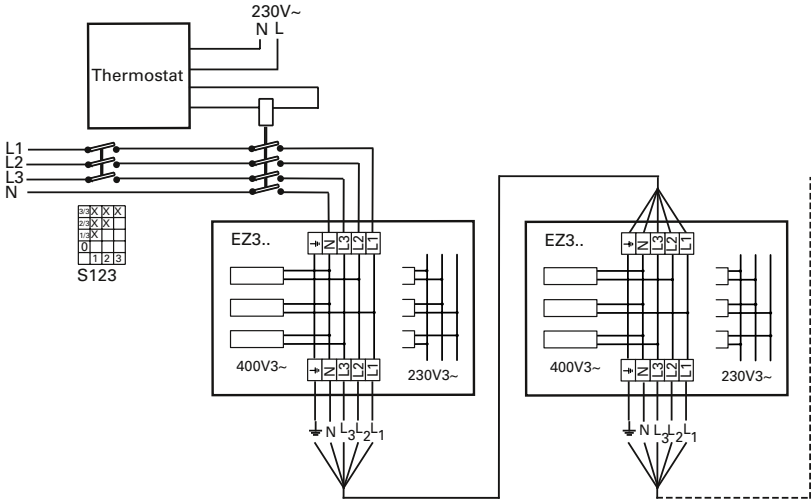 230V~
N L
Thermostat
L1
L2
L3
N
3/3 X X X
2/3 X X
1/3 X
0
1 2 3
S123
EZ3..
⏚ N L3 L2 L1
400V3~
230V3~
⏚ N L3 L2 L1
⏚ N L3 L2 L1
EZ3..
⏚ N L3 L2 L1
400V3~
230V3~
⏚ N L3 L2 L1
⏚ N L3 L2 L1